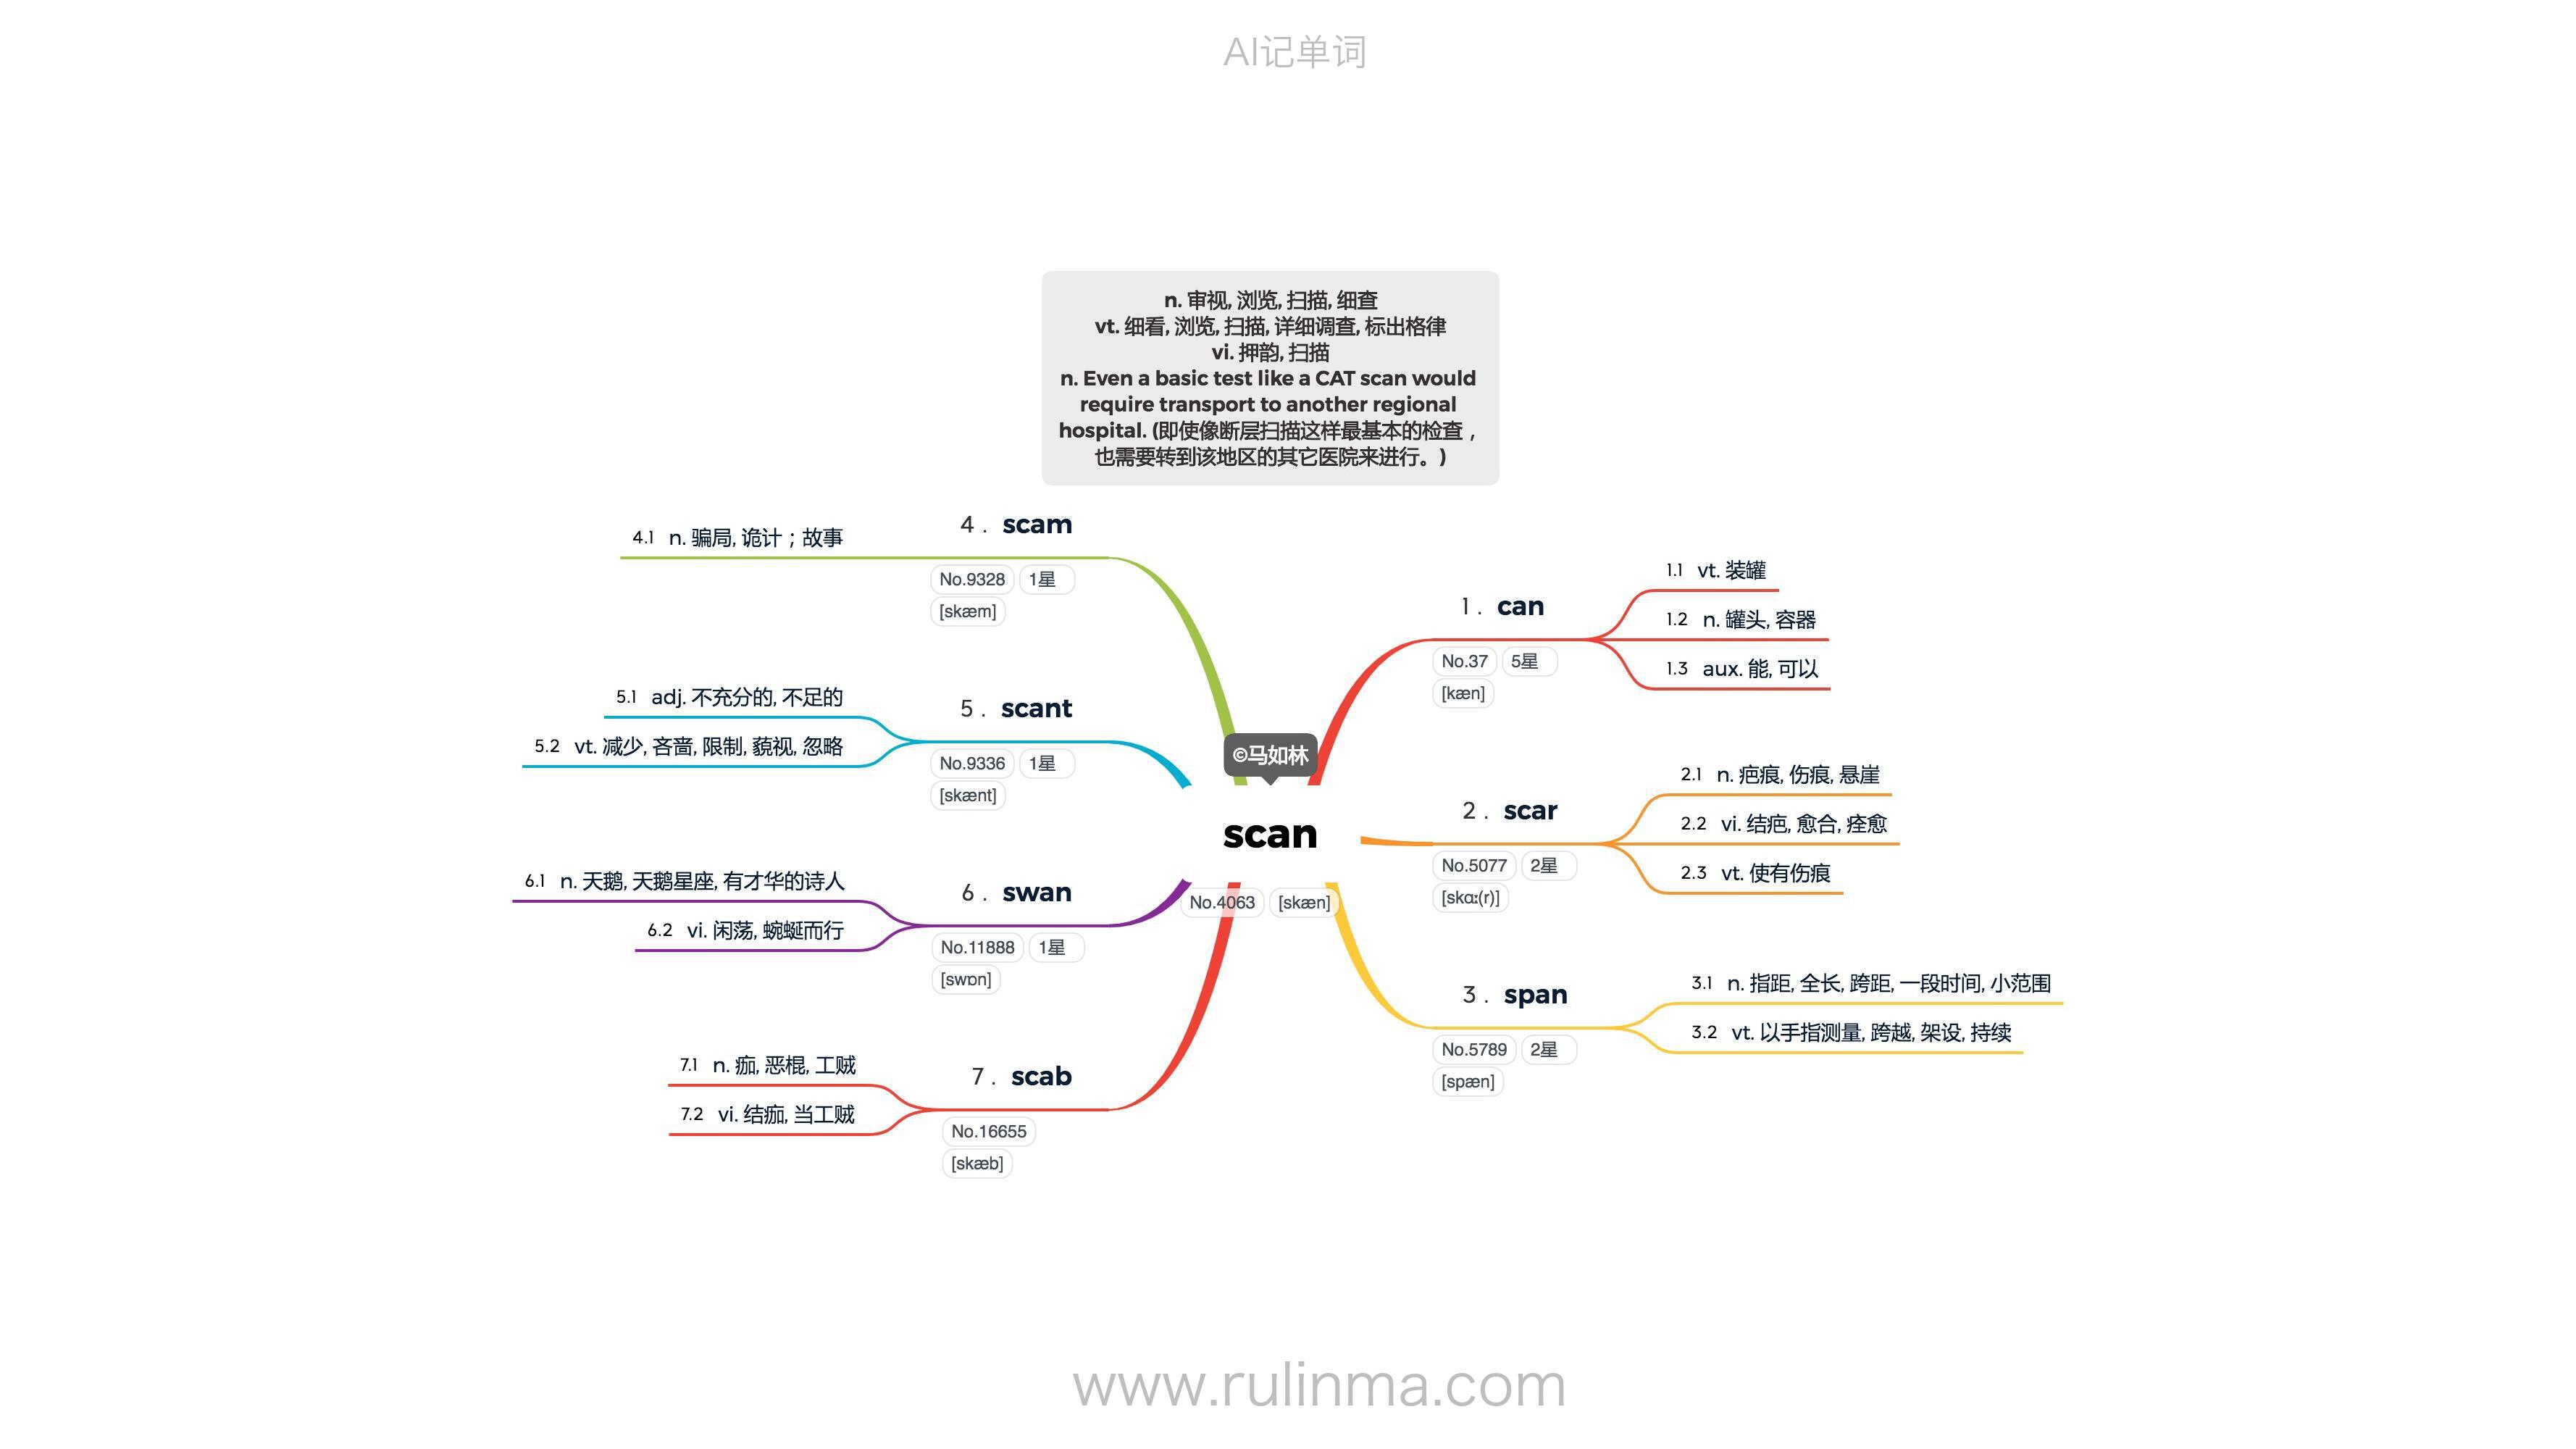 AI记单词
n. 审视, 浏览, 扫描, 细查
vt. 细看, 浏览, 扫描, 详细调查, 标出格律
vi. 押韵, 扫描
n. Even a basic test like a CAT scan would
require transport to another regional
hospital. (即使像断层扫描这样最基本的检查，
也需要转到该地区的其它医院来进行。)
©马如林
scan
No.4063 [skæn]
1. can
No.37 5星
[kæn]
1.1 vt. 装罐
1.2 n. 罐头, 容器
1.3 aux. 能, 可以
2. scar
No.5077 2星
[skɑː(r)]
2.1 n. 疤痕, 伤痕, 悬崖
2.2 vi. 结疤, 愈合, 痊愈
2.3 vt. 使有伤痕
3. span
No.5789 2星
[spæn]
3.1 n. 指距, 全长, 跨距, 一段时间, 小范围
3.2 vt. 以手指测量, 跨越, 架设, 持续
4. scam
No.9328 1星
[skæm]
4.1 n. 骗局, 诡计；故事
5. scant
No.9336 1星
[skænt]
5.1 adj. 不充分的, 不足的
5.2 vt. 减少, 吝啬, 限制, 藐视, 忽略
6. swan
No.11888 1星
[swɒn]
6.1 n. 天鹅, 天鹅星座, 有才华的诗人
6.2 vi. 闲荡, 蜿蜒而行
7. scab
No.16655
[skæb]
7.1 n. 痂, 恶棍, 工贼
7.2 vi. 结痂, 当工贼
www.rulinma.com